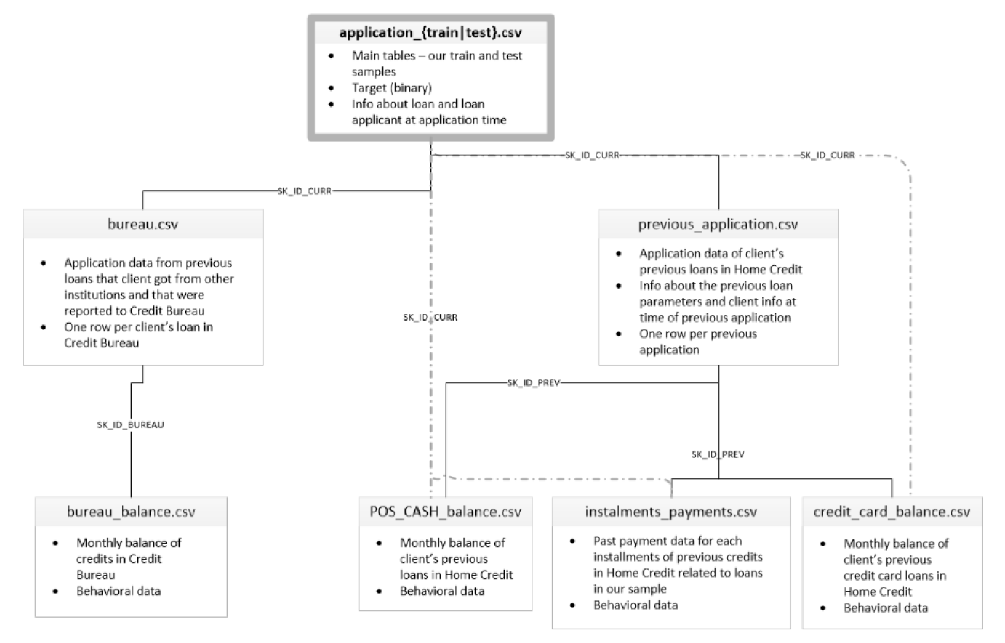 application_{train|test}.csv
• Main tables – our train and test
samples
• Target (binary)
• Info about loan and loan
applicant at application time
SK_ID_CURR
SK_ID_CURR
SK_ID_CURR
bureau.csv
• Application data from previous
loans that client got from other
institutions and that were
reported to Credit Bureau
• One row per client's loan in
Credit Bureau
previous_application.csv
• Application data of client's
previous loans in Home Credit
• Info about the previous loan
parameters and client info at
time of previous application
• One row per previous
application
SK_ID_CURR
SK_ID_PREV
SK_ID_BUREAU
SK_ID_PREV
bureau_balance.csv
• Monthly balance of
credits in Credit
Bureau
• Behavioral data
POS_CASH_balance.csv
• Monthly balance of
client's previous
loans in Home Credit
• Behavioral data
instalments_payments.csv
• Past payment data for each
installments of previous credits
in Home Credit related to loans
in our sample
• Behavioral data
credit_card_balance.csv
• Monthly balance of
client's previous
credit card loans in
Home Credit
• Behavioral data